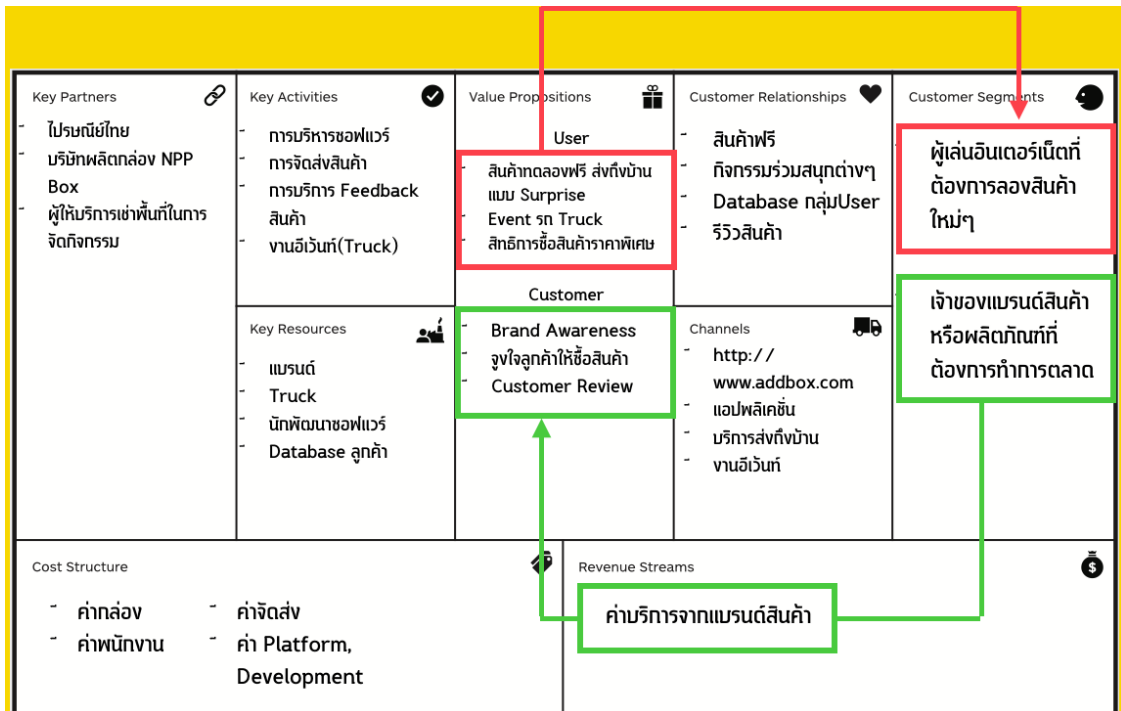 Key Partners
- ไปรษณีย์ไทย
- บริษัทผลิตกล่อง NPP
Box
- ผู้ให้บริการเช่าพื้นที่ในการ
จัดกิจกรรม
Key Activities
- การบริหารซอฟแวร์
- การจัดส่งสินค้า
- การบริการ Feedback
สินค้า
- งานอีเว้นท์(Truck)
Key Resources
- แบรนด์
- Truck
- นักพัฒนาซอฟแวร์
- Database ลูกค้า
Value Propositions
User
- สินค้าทดลองฟรี ส่งถึงบ้าน
แบบ Surprise
- Event รถ Truck
- สิทธิการซื้อสินค้าราคาพิเศษ
Customer
- Brand Awareness
- จูงใจลูกค้าให้ซื้อสินค้า
- Customer Review
Customer Relationships
- สินค้าฟรี
- กิจกรรมร่วมสนุกต่างๆ
- Database กลุ่มUser
- รีวิวสินค้า
Channels
- http://
www.addbox.com
- แอปพลิเคชั่น
- บริการส่งถึงบ้าน
- งานอีเว้นท์
Customer Segments
ผู้เล่นอินเตอร์เน็ตที่
ต้องการลองสินค้า
ใหม่ๆ
เจ้าของแบรนด์สินค้า
หรือผลิตภัณฑ์ที่
ต้องการทำการตลาด
Cost Structure
- ค่ากล่อง
- ค่าพนักงาน
- ค่าจัดส่ง
- ค่า Platform,
Development
Revenue Streams
ค่าบริการจากแบรนด์สินค้า